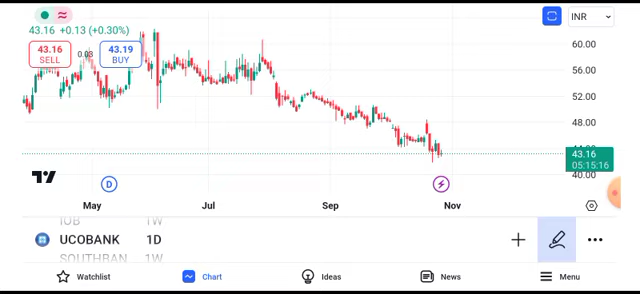 43.16 +0.13 (+0.30%)
INR
43.16
SELL
0.03
43.19
BUY
60.00
56.00
52.00
48.00
43.16
05:15:16
40.00
D
May
Jul
Sep
Nov
IOB 1W
UCOBANK 1D
SOUTHBAN 1W
Watchlist
Chart
Ideas
News
Menu